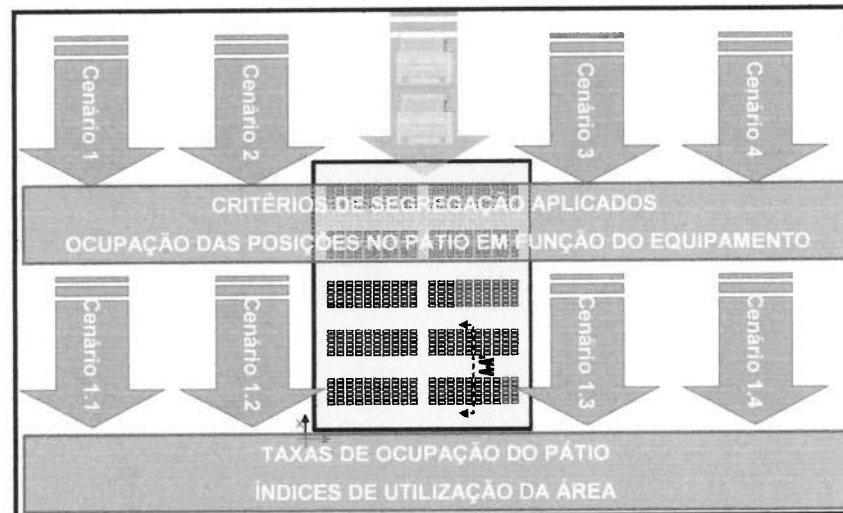 Cenário 1
Cenário 2
Cenário 3
Cenário 4
CRITÉRIOS DE SEGREGAÇÃO APLICADOS
OCUPAÇÃO DAS POSIÇÕES NO PÁTIO EM FUNÇÃO DO EQUIPAMENTO
Cenário 1.1
Cenário 1.2
Cenário 1.3
Cenário 1.4
AA'
X
TAXAS DE OCUPAÇÃO DO PÁTIO
ÍNDICES DE UTILIZAÇÃO DA ÁREA